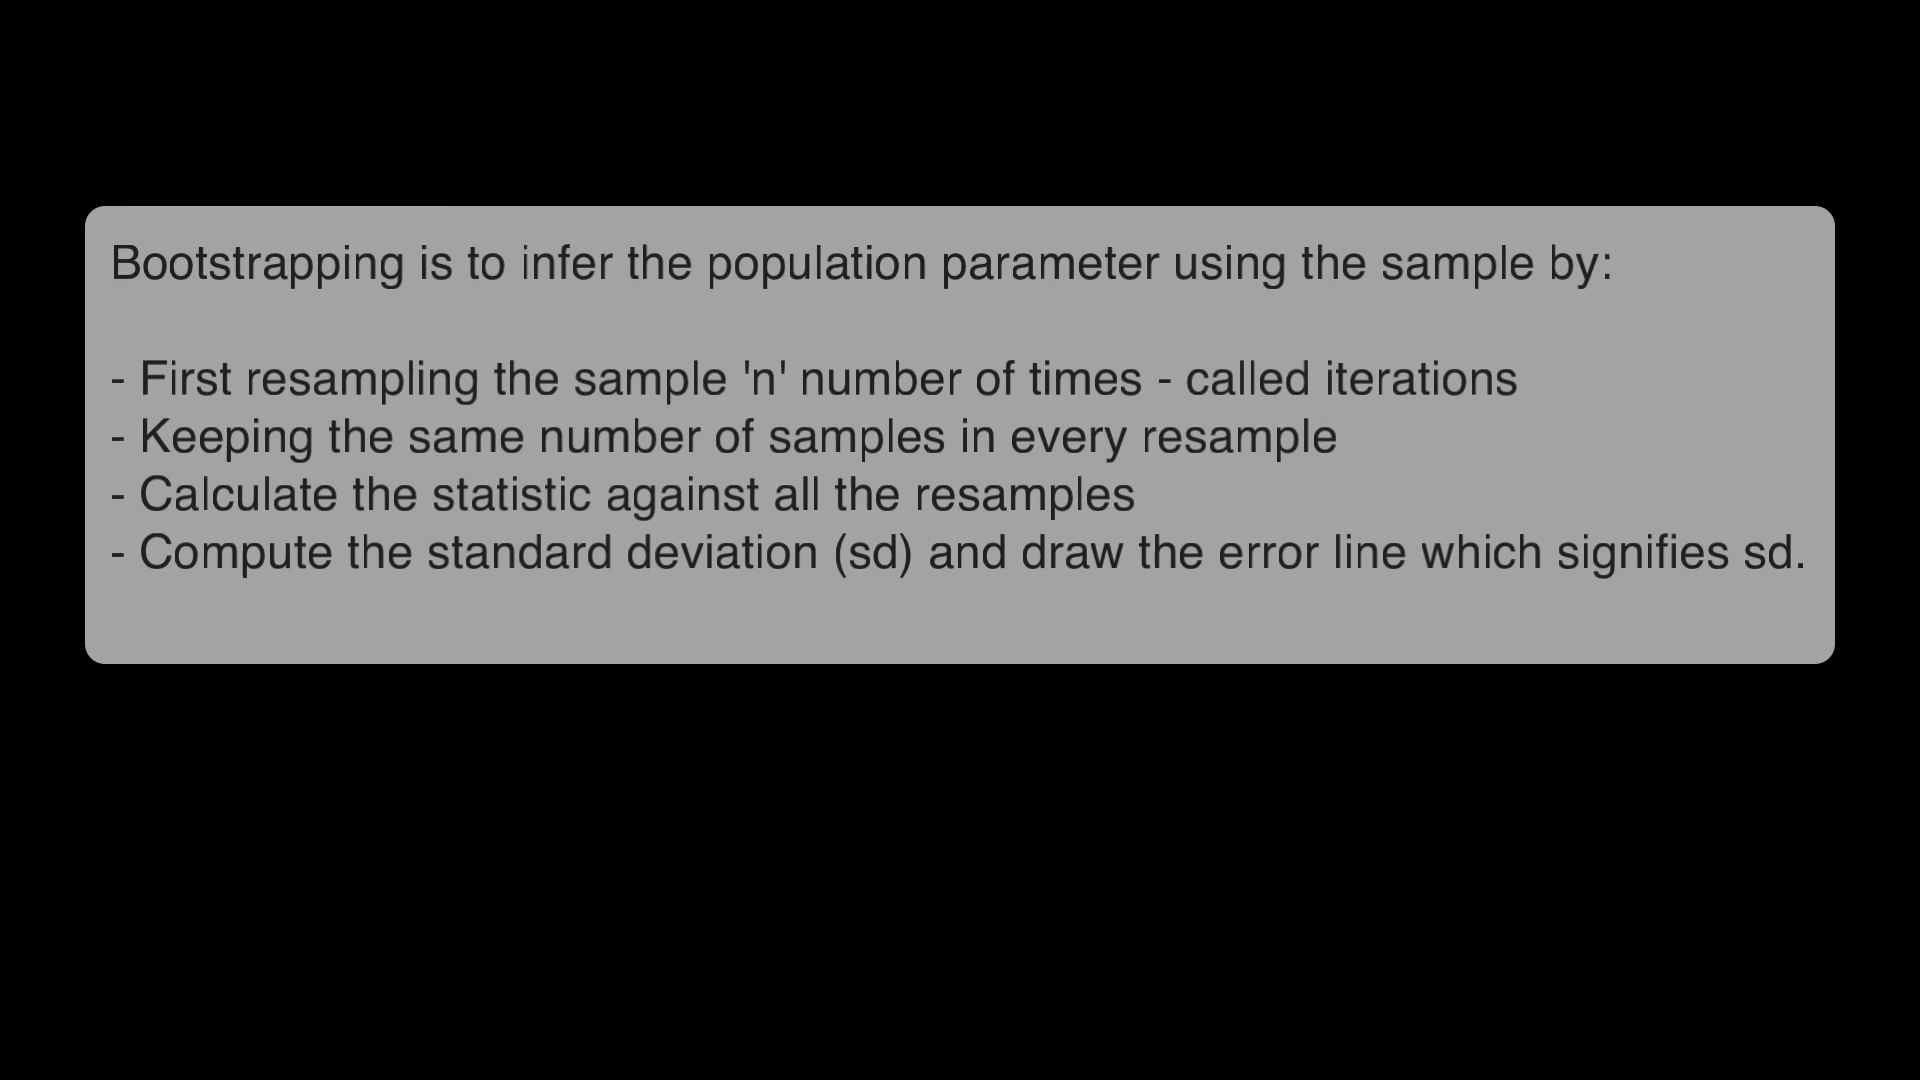 Bootstrapping is to infer the population parameter using the sample by:
- First resampling the sample 'n' number of times - called iterations
- Keeping the same number of samples in every resample
- Calculate the statistic against all the resamples
- Compute the standard deviation (sd) and draw the error line which signifies sd.